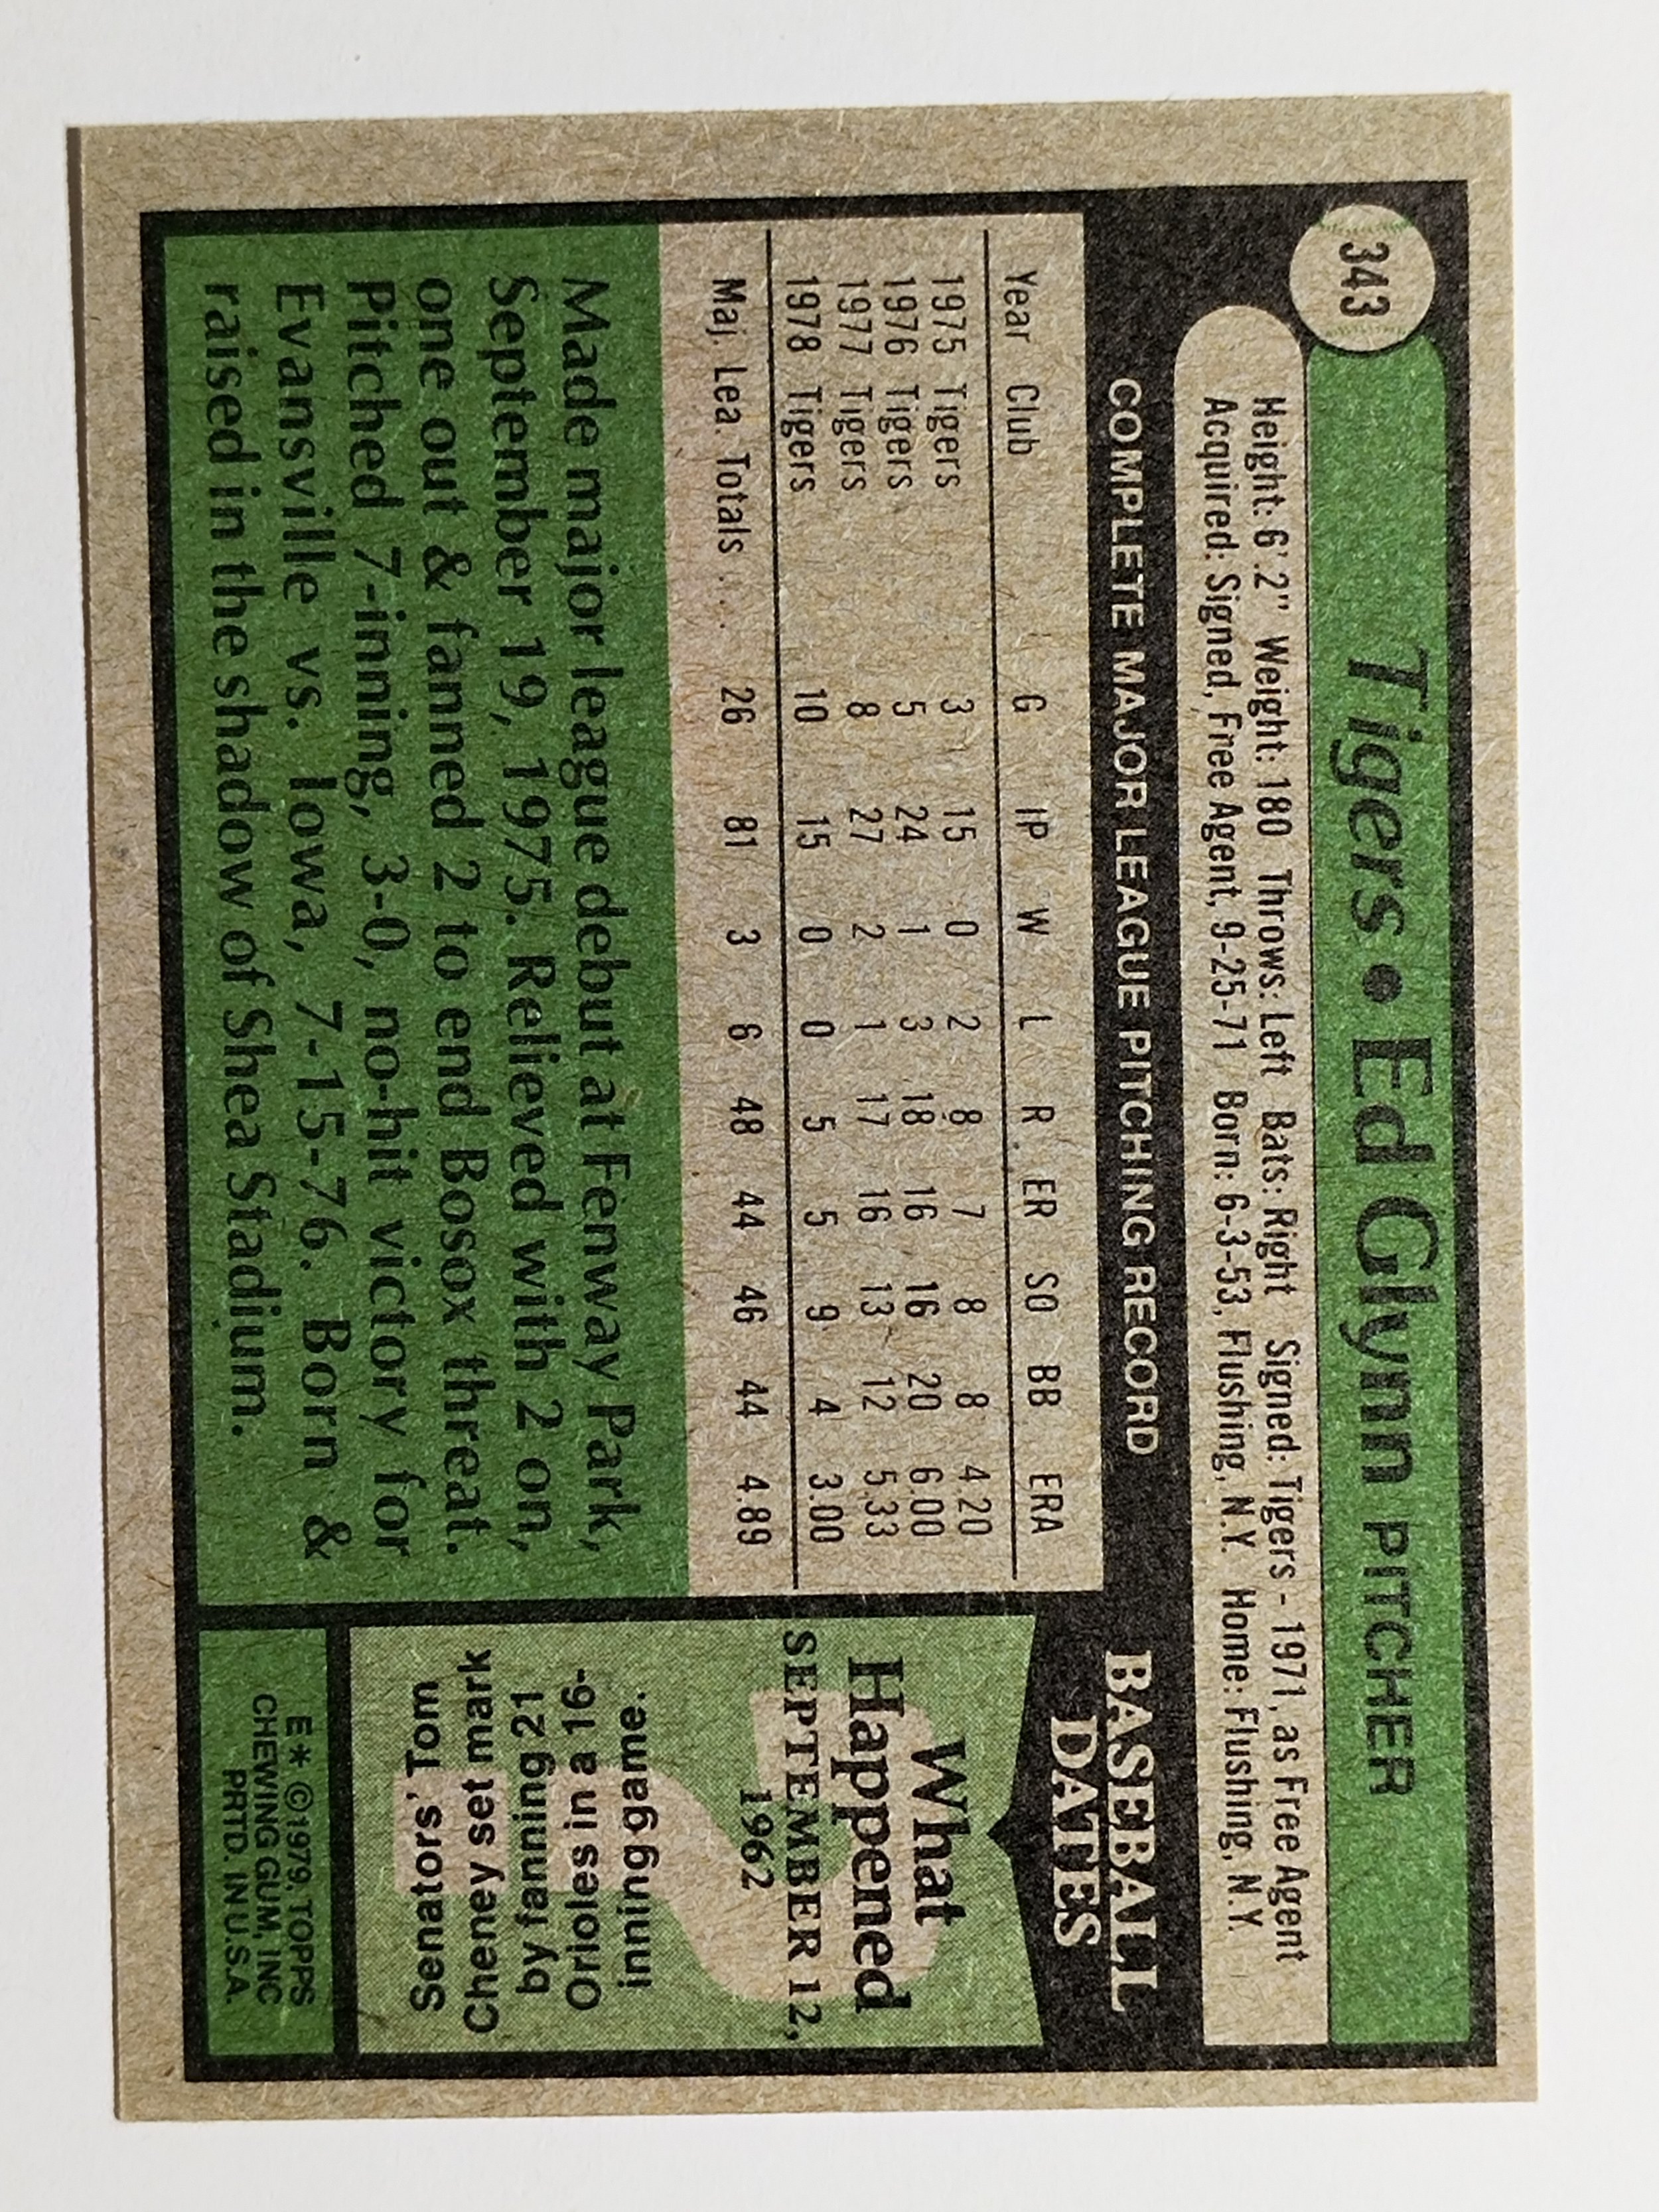 343
Tigers • Ed Glynn PITCHER
Height: 6'.2" Weight: 180 Throws: Left Bats: Right Signed: Tigers - 1971, as Free Agent
Acquired: Signed, Free Agent, 9-25-71 Born: 6-3-53, Flushing, N.Y. Home: Flushing, N.Y.
COMPLETE MAJOR LEAGUE PITCHING RECORD
Year Club G IP W L R ER SO BB ERA
1975 Tigers 3 15 0 2 8 7 8 8 4.20
1976 Tigers 5 24 1 3 18 16 16 20 6.00
1977 Tigers 8 27 2 1 17 16 13 12 5.33
1978 Tigers 10 15 0 0 5 5 9 4 3.00
Maj. Lea. Totals . . . 26 81 3 6 48 44 46 44 4.89
Made major league debut at Fenway Park,
September 19, 1975. Relieved with 2 on,
one out & fanned 2 to end Bosox threat.
Pitched 7-inning, 3-0, no-hit victory for
Evansville vs. Iowa, 7-15-76. Born &
raised in the shadow of Shea Stadium.
BASEBALL
DATES
What
Happened
SEPTEMBER 12,
1962
?
Senators' Tom
Cheney set mark
by fanning 21
Orioles in a 16-
inning game.
E * © 1979, TOPPS
CHEWING GUM, INC
PRTD. IN U.S.A.